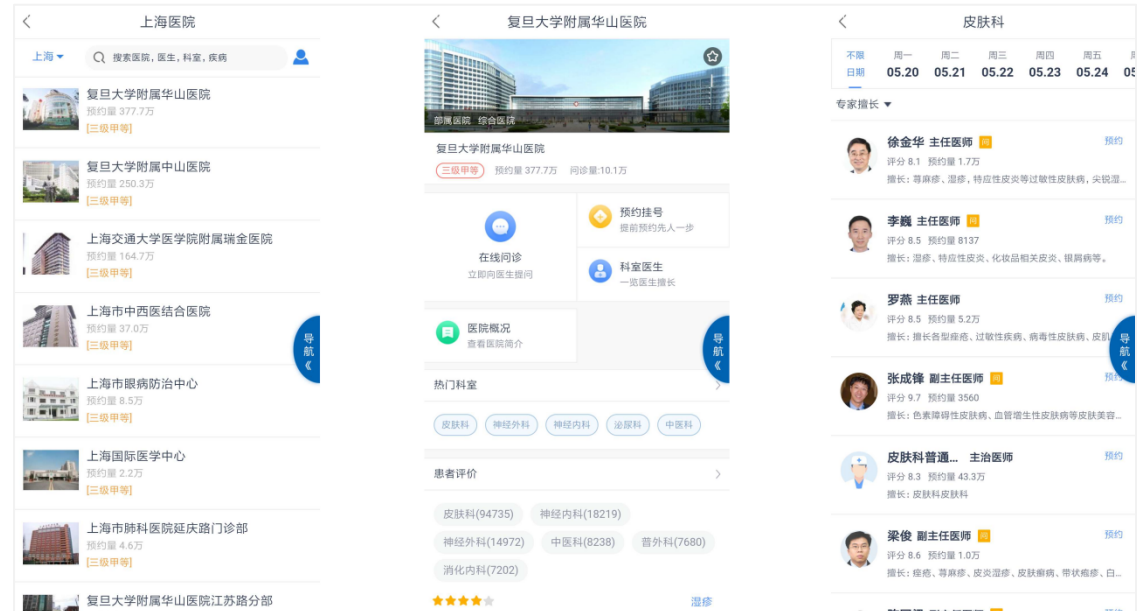 上海医院
上海
搜索医院, 医生, 科室, 疾病
复旦大学附属华山医院
预约量 377.7万
[三级甲等]
复旦大学附属中山医院
预约量 250.3万
[三级甲等]
上海交通大学医学院附属瑞金医院
预约量 164.7万
[三级甲等]
上海市中西医结合医院
预约量 37.0万
[三级甲等]
上海市眼病防治中心
预约量 8.5万
[三级甲等]
上海国际医学中心
预约量 2.2万
[三级甲等]
上海市肺科医院延庆路门诊部
预约量 4.6万
[三级甲等]
复旦大学附属华山医院江苏路分部
导航《
复旦大学附属华山医院
部属医院 综合医院
复旦大学附属华山医院
三级甲等 预约量 377.7万 问诊量:10.1万
在线问诊
立即向医生提问
预约挂号
提前预约先人一步
科室医生
一览医生擅长
医院概况
查看医院简介
导航《
热门科室
皮肤科 神经外科 神经内科 泌尿科 中医科
患者评价
皮肤科(94735) 神经内科(18219)
神经外科(14972) 中医科(8238) 普外科(7680)
消化内科(7202)
湿疹
皮肤科
不限 周一 周二 周三 周四 周五
日期 05.20 05.21 05.22 05.23 05.24 05
专家擅长
徐金华 主任医师 问 预约
评分 8.1 预约量 1.7万
擅长: 荨麻疹、湿疹, 特应性皮炎等过敏性皮肤病, 尖锐湿...
李巍 主任医师 问 预约
评分 8.5 预约量 8137
擅长: 湿疹、特应性皮炎、化妆品相关皮炎、银屑病等。
罗燕 主任医师 预约
评分 8.5 预约量 5.2万
擅长: 擅长各型痤疮、过敏性疾病、病毒性皮肤病、皮肌
导航《
张成锋 副主任医师 问 预约
评分 9.7 预约量 3560
擅长: 色素障碍性皮肤病、血管增生性皮肤病等皮肤美容...
皮肤科普通... 主治医师 预约
评分 8.3 预约量 43.3万
擅长: 皮肤科皮肤科
梁俊 副主任医师 问 预约
评分 8.6 预约量 1.0万
擅长: 痤疮、荨麻疹、皮炎湿疹、皮肤癣病、带状疱疹、白...